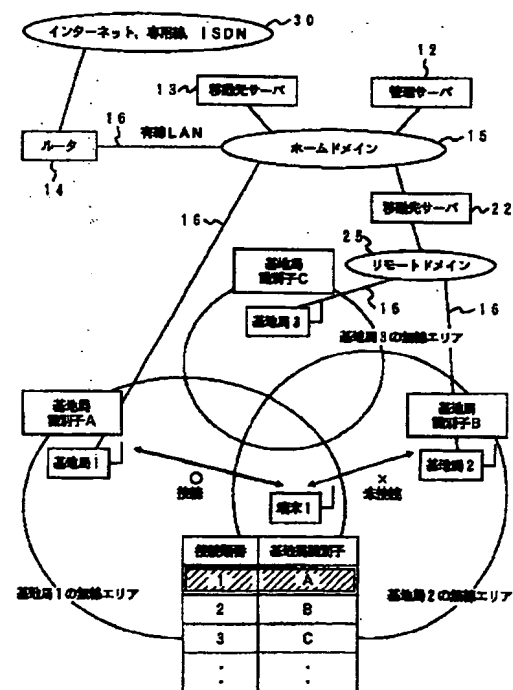 インターネット、専用線、ISDN
30
12
13
移動先サーバ
管理サーバ
16
有線LAN
15
ルータ
ホームドメイン
14
16
移動先サーバ
22
25
基地局
識別子C
リモートドメイン
基地局3
16
16
基地局3の無線エリア
基地局
識別子A
基地局
識別子B
基地局1
基地局2
○
接続
×
未接続
端末1
接続順番
基地局識別子
基地局1の無線エリア
1
A
基地局2の無線エリア
2
B
3
C